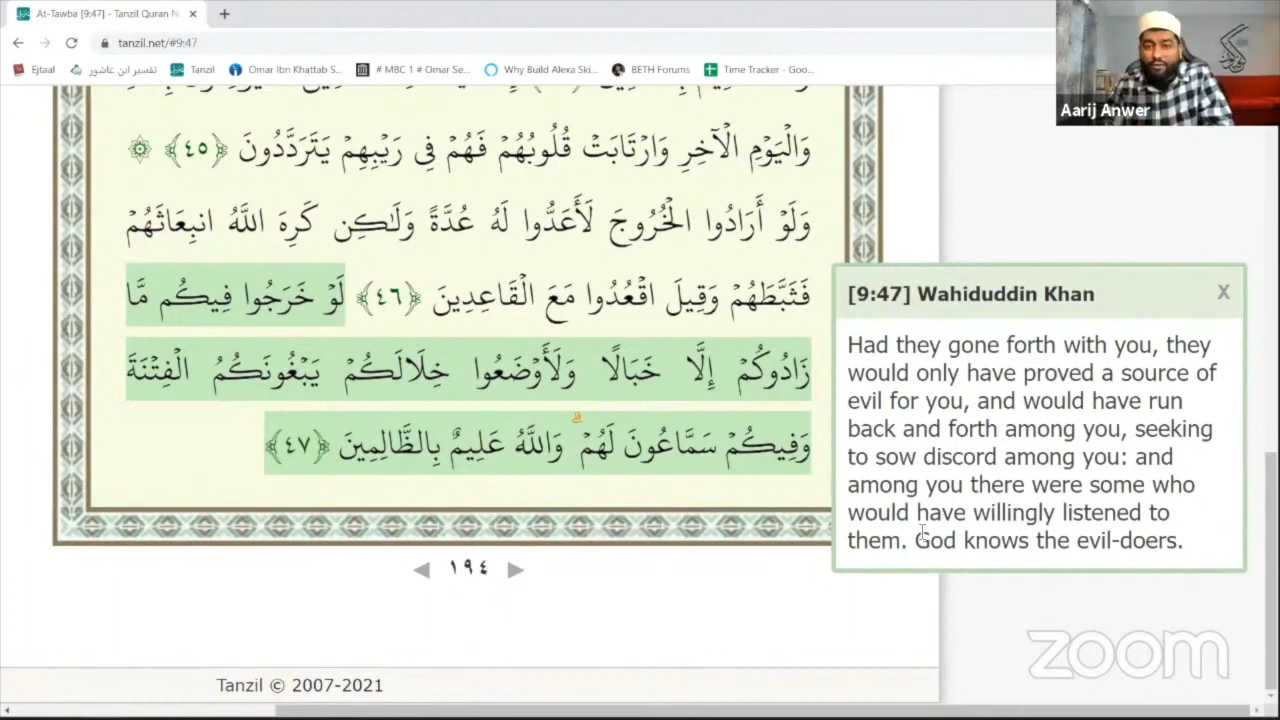 At-Tawba [9:47] - Tanzil Quran N
tanzil.net/#9:47
Ejtaal
تفسير ابن عاشور
Tanzil
Omar Ibn Khattab S...
# MBC 1 # Omar Se...
Why Build Alexa Ski...
BETH Forums
Time Tracker - Goo...
Aarij Anwer
وَالْيَوْمِ الْآخِرِ وَارْتَابَتْ قُلُوبُهُمْ فَهُمْ فِى رَيْبِهِمْ يَتَرَدَّدُونَ ﴿٤٥﴾ ۞
وَلَوْ أَرَادُوا الْخُرُوجَ لَأَعَدُّوا لَهُ عُدَّةً وَلَـٰكِن كَرِهَ اللَّهُ انبِعَاثَهُمْ
فَثَبَّطَهُمْ وَقِيلَ اقْعُدُوا مَعَ الْقَاعِدِينَ ﴿٤٦﴾ لَوْ خَرَجُوا فِيكُم مَّا
زَادُوكُمْ إِلَّا خَبَالًا وَلَأَوْضَعُوا خِلَالَكُمْ يَبْغُونَكُمُ الْفِتْنَةَ
وَفِيكُمْ سَمَّاعُونَ لَهُمْ ۗ وَاللَّهُ عَلِيمٌ بِالظَّالِمِينَ ﴿٤٧﴾
١٩٤
[9:47] Wahiduddin Khan
X
Had they gone forth with you, they
would only have proved a source of
evil for you, and would have run
back and forth among you, seeking
to sow discord among you: and
among you there were some who
would have willingly listened to
them. God knows the evil-doers.
zoom
Tanzil © 2007-2021